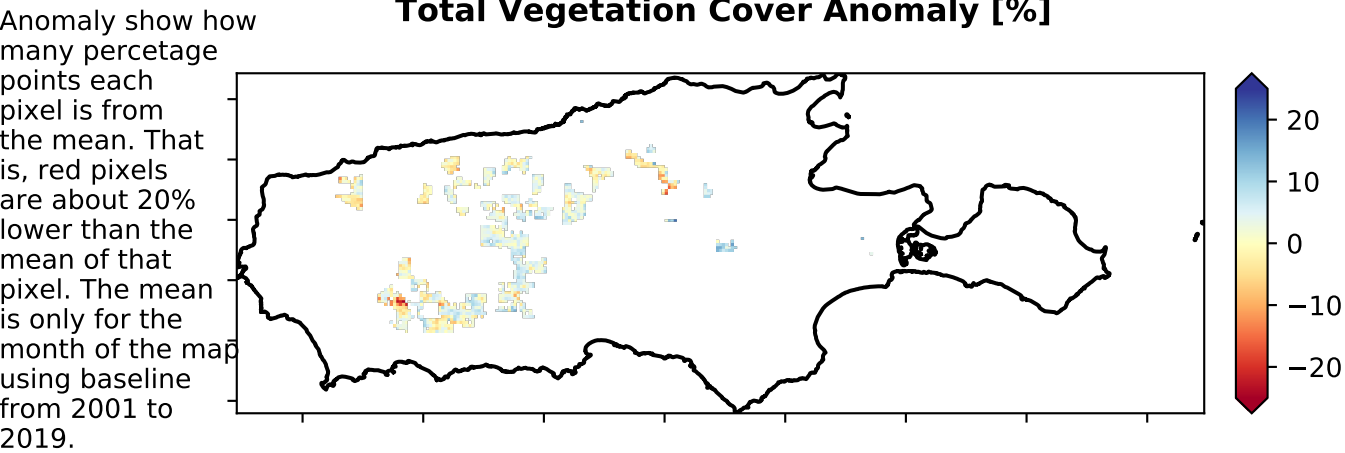 Total Vegetation Cover Anomaly [%]
Anomaly show how
many percetage
points each
pixel is from
the mean. That
is, red pixels
are about 20%
lower than the
mean of that
pixel. The mean
is only for the
month of the map
using baseline
from 2001 to
2019.
20
10
0
−10
−20